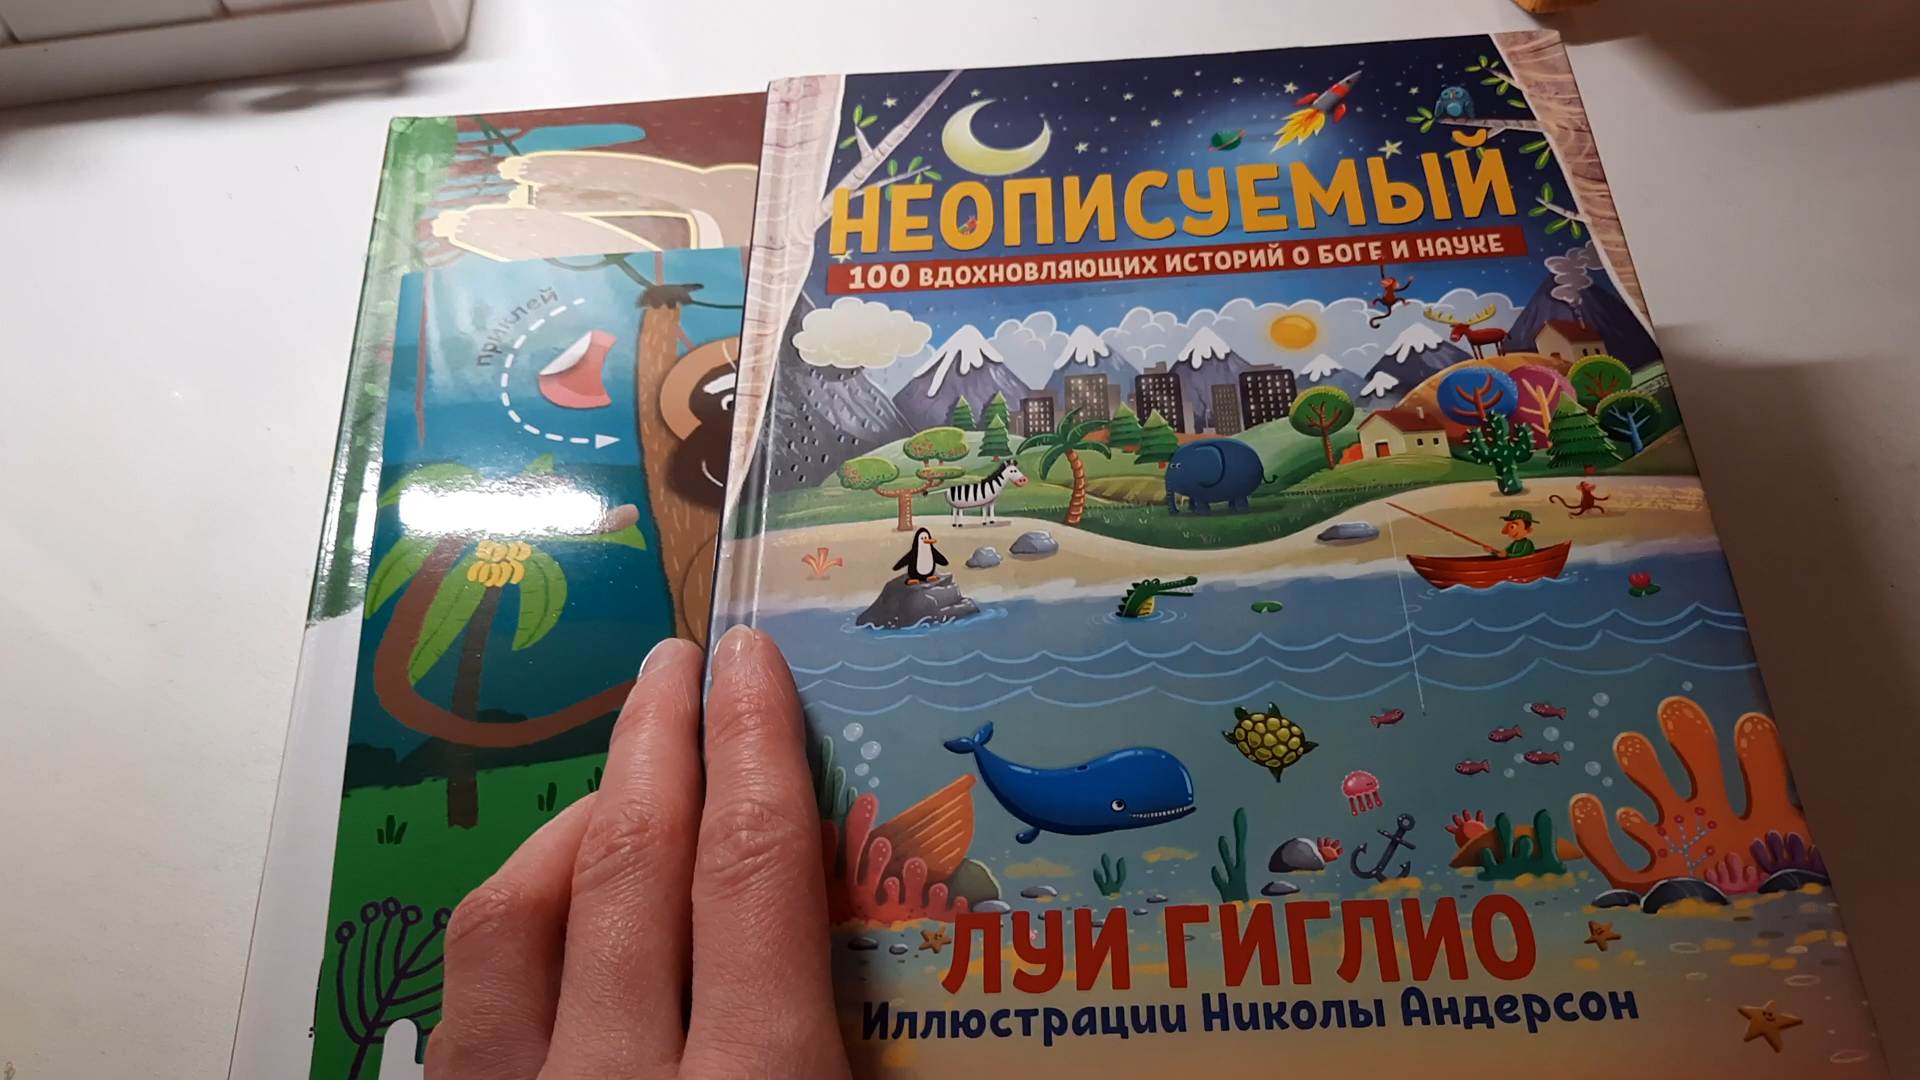 приклей
НЕОПИСУЕМЫЙ
100 ВДОХНОВЛЯЮЩИХ ИСТОРИЙ О БОГЕ И НАУКЕ
ЛУИ ГИГЛИО
Иллюстрации Николы Андерсон